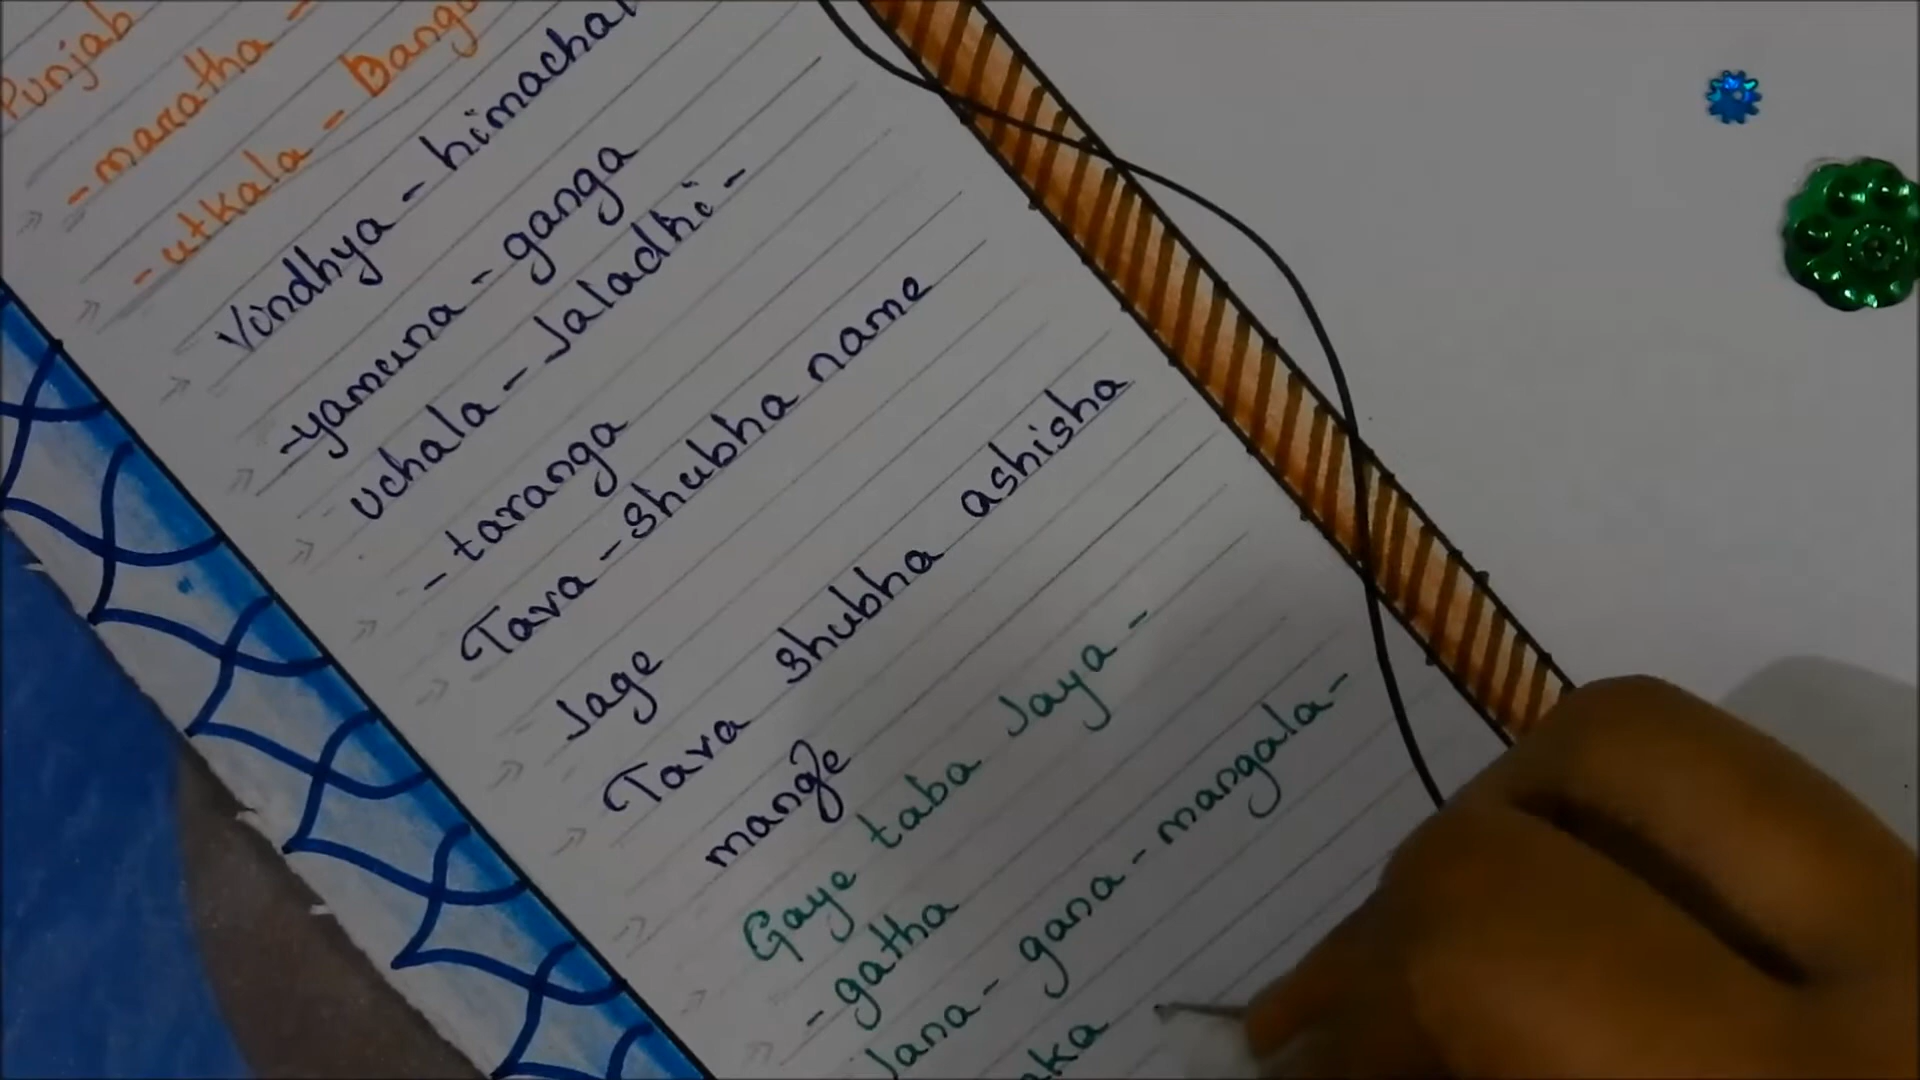 Punjab
- maratha -
- utkala - Banga
Vindhya - himachal
- yamuna - ganga
uchala - Jaladhi -
- taranga
Tava - shubha name
Jage
Tava shubha ashisha
mange
Gaye taba Jaya -
- gatha
Jana - gana - mangala -